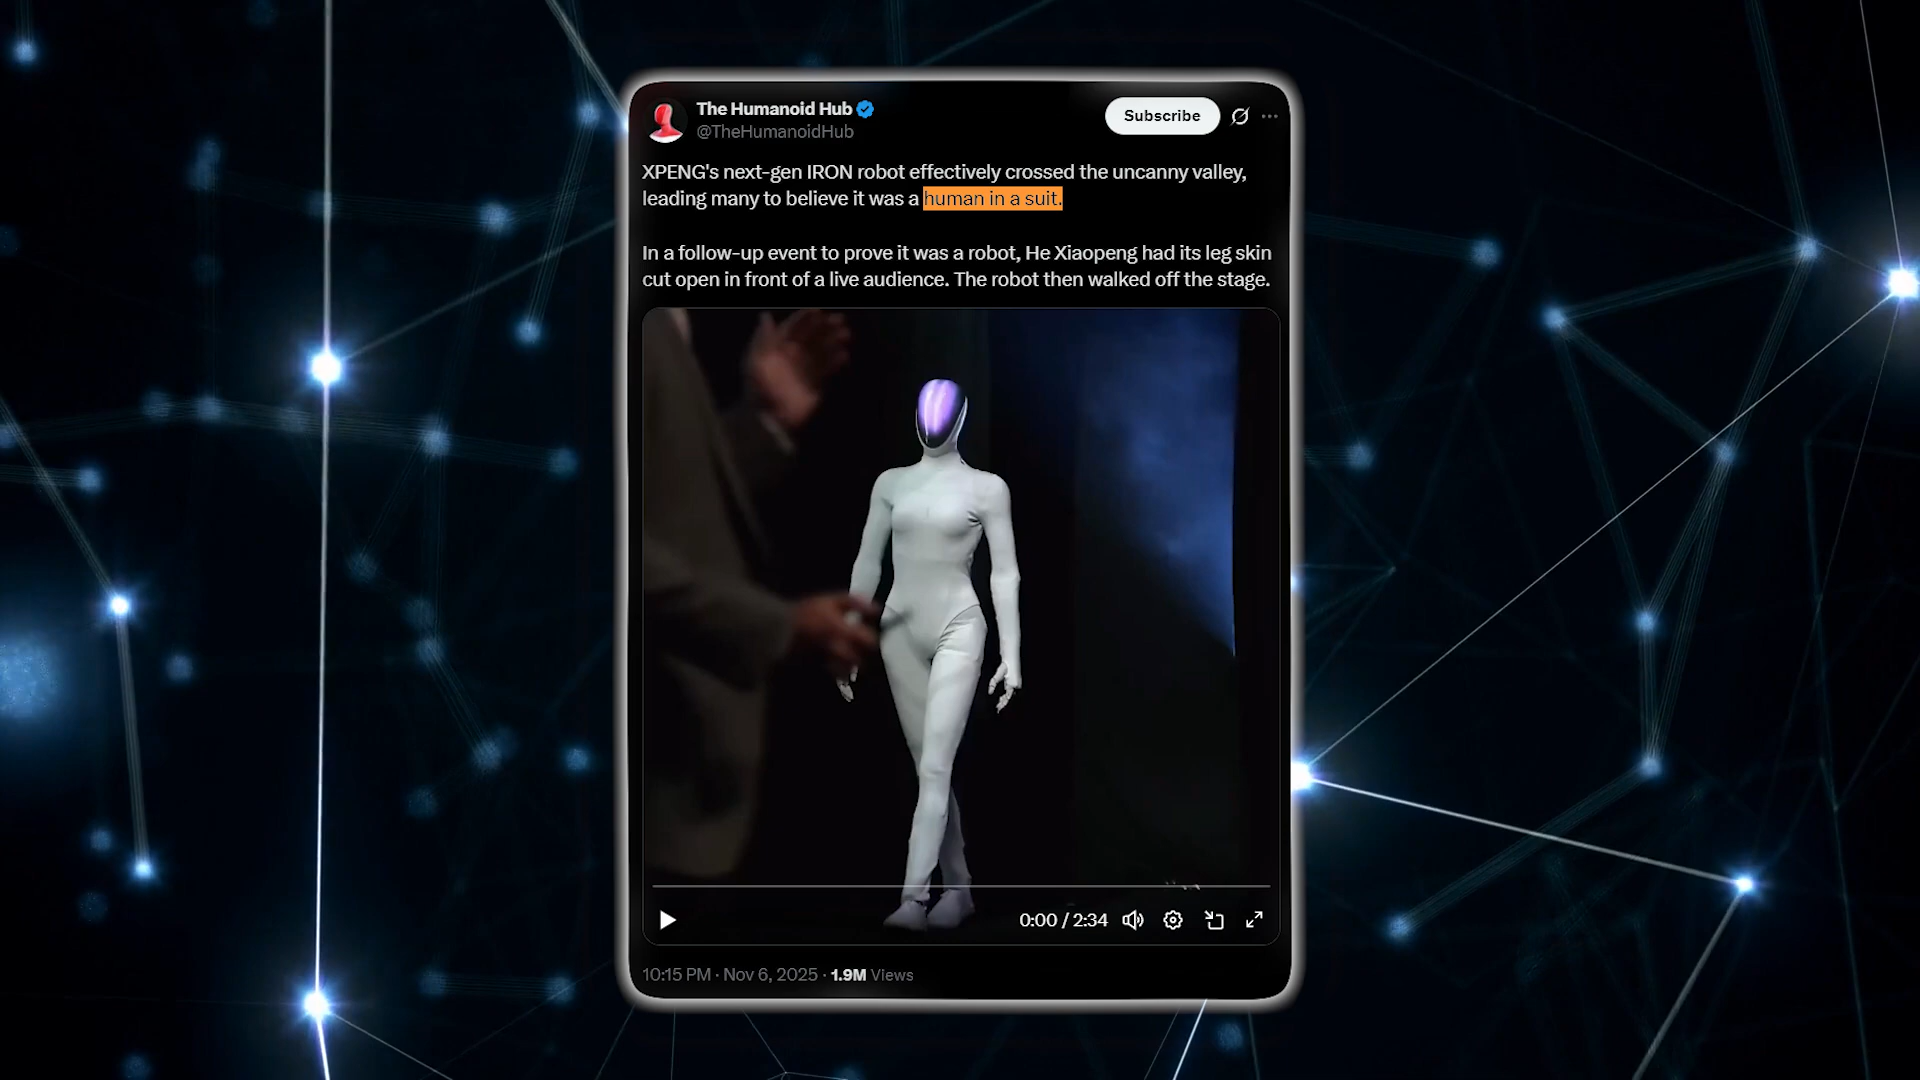 The Humanoid Hub
@TheHumanoidHub
Subscribe
XPENG's next-gen IRON robot effectively crossed the uncanny valley,
leading many to believe it was a human in a suit.
In a follow-up event to prove it was a robot, He Xiaopeng had its leg skin
cut open in front of a live audience. The robot then walked off the stage.
0:00 / 2:34
10:15 PM · Nov 6, 2025 · 1.9M Views